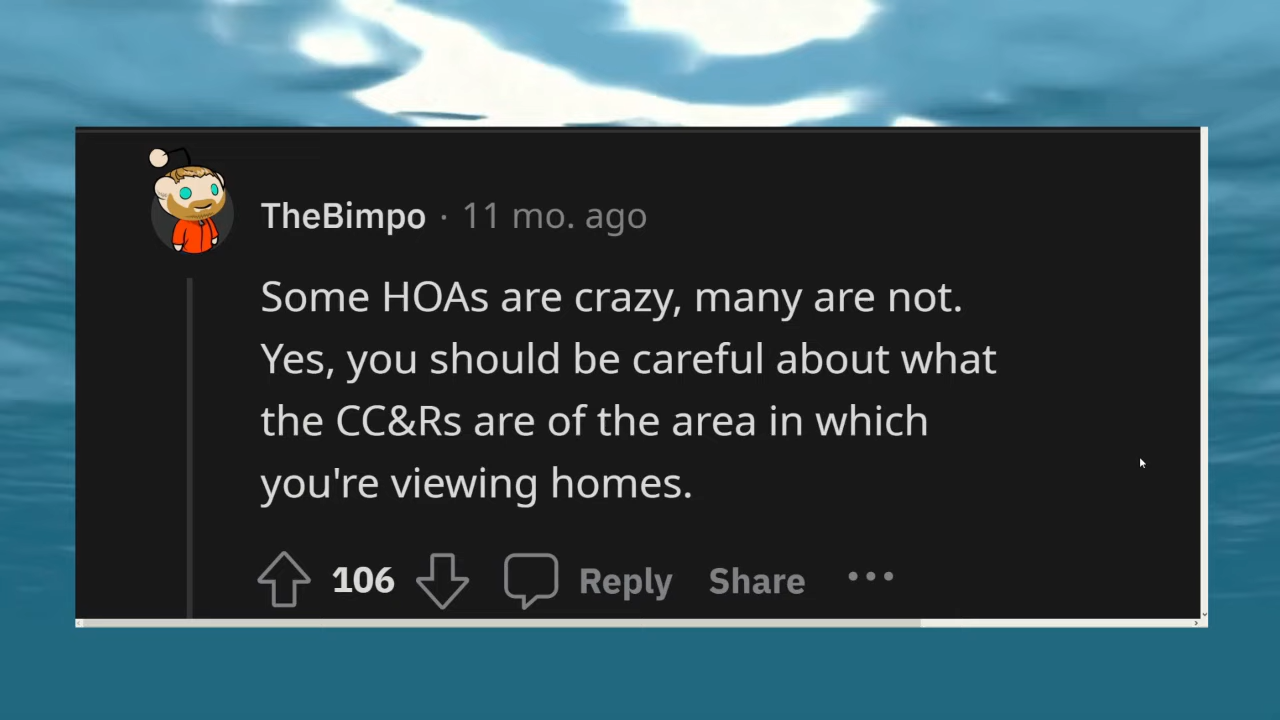 TheBimpo · 11 mo. ago
Some HOAs are crazy, many are not.
Yes, you should be careful about what
the CC&Rs are of the area in which
you're viewing homes.
106 Reply Share ···